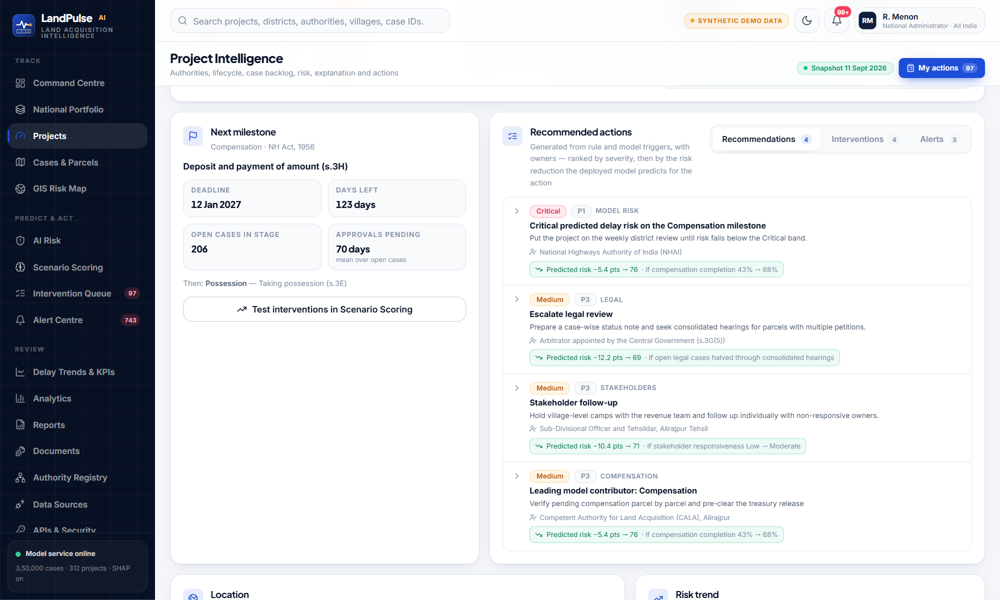 LandPulse AI
LAND ACQUISITION
INTELLIGENCE
TRACK
Command Centre
National Portfolio
Projects
Cases & Parcels
GIS Risk Map
PREDICT & ACT
AI Risk
Scenario Scoring
Intervention Queue 97
Alert Centre 743
REVIEW
Delay Trends & KPIs
Analytics
Reports
Documents
Authority Registry
Data Sources
APIs & Security
Model service online
3,50,000 cases · 312 projects · SHAP
on
Search projects, districts, authorities, villages, case IDs..
SYNTHETIC DEMO DATA
99+
RM
R. Menon
National Administrator · All India
Project Intelligence
Authorities, lifecycle, case backlog, risk, explanation and actions
Snapshot 11 Sept 2026
My actions 97
Next milestone
Compensation · NH Act, 1956
Deposit and payment of amount (s.3H)
DEADLINE
12 Jan 2027
DAYS LEFT
123 days
OPEN CASES IN STAGE
206
APPROVALS PENDING
70 days
mean over open cases
Then: Possession — Taking possession (s.3E)
Test interventions in Scenario Scoring
Recommended actions
Generated from rule and model triggers, with
owners — ranked by severity, then by the risk
reduction the deployed model predicts for the
action
Recommendations 4
Interventions 4
Alerts 3
Critical P1 MODEL RISK
Critical predicted delay risk on the Compensation milestone
Put the project on the weekly district review until risk falls below the Critical band.
National Highways Authority of India (NHAI)
Predicted risk −5.4 pts → 76 · if compensation completion 43% → 68%
Medium P3 LEGAL
Escalate legal review
Prepare a case-wise status note and seek consolidated hearings for parcels with multiple petitions.
Arbitrator appointed by the Central Government (s.3G(5))
Predicted risk −12.2 pts → 69 · if open legal cases halved through consolidated hearings
Medium P3 STAKEHOLDERS
Stakeholder follow-up
Hold village-level camps with the revenue team and follow up individually with non-responsive owners.
Sub-Divisional Officer and Tehsildar, Alirajpur Tehsil
Predicted risk −10.4 pts → 71 · if stakeholder responsiveness Low → Moderate
Medium P3 COMPENSATION
Leading model contributor: Compensation
Verify pending compensation parcel by parcel and pre-clear the treasury release
Competent Authority for Land Acquisition (CALA), Alirajpur
Predicted risk −5.4 pts → 76 · if compensation completion 43% → 68%
Location
Risk trend